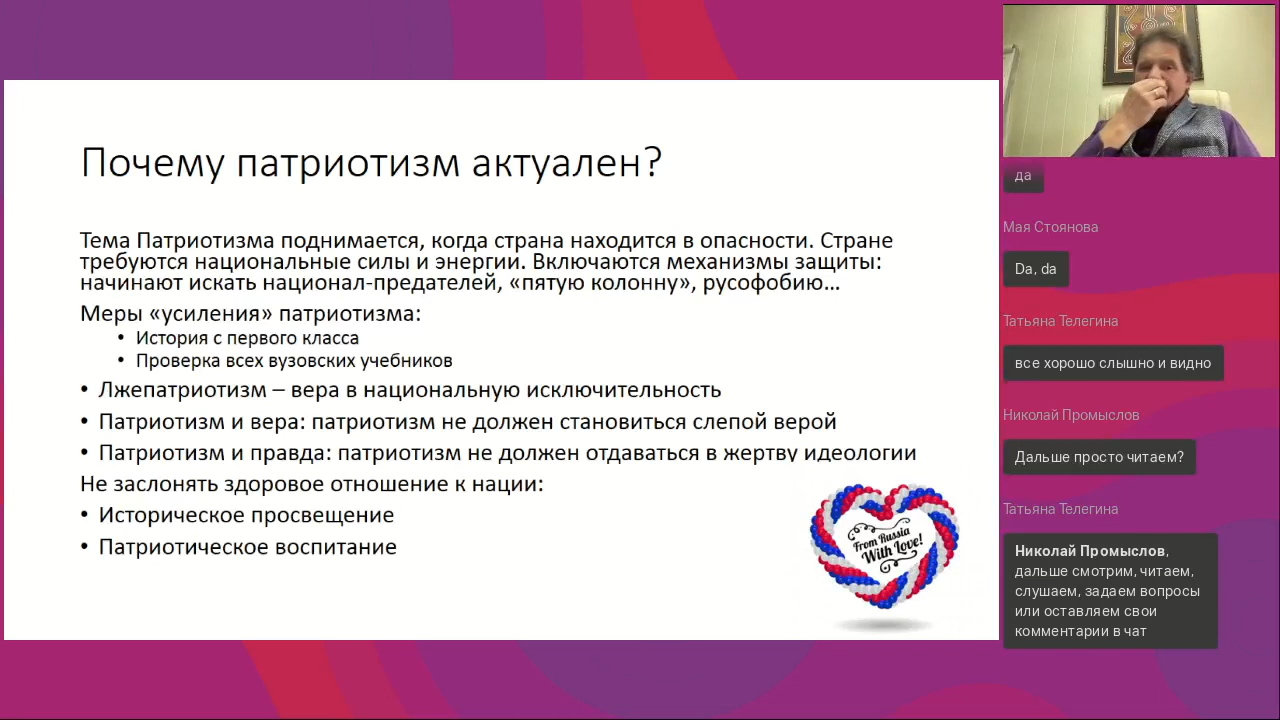 Почему патриотизм актуален?
Тема Патриотизма поднимается, когда страна находится в опасности. Стране
требуются национальные силы и энергии. Включаются механизмы защиты:
начинают искать национал-предателей, «пятую колонну», русофобию…
Меры «усиления» патриотизма:
• История с первого класса
• Проверка всех вузовских учебников
• Лжепатриотизм – вера в национальную исключительность
• Патриотизм и вера: патриотизм не должен становиться слепой верой
• Патриотизм и правда: патриотизм не должен отдаваться в жертву идеологии
Не заслонять здоровое отношение к нации:
• Историческое просвещение
• Патриотическое воспитание
From Russia
With Love!
да
Мая Стоянова
Da, da
Татьяна Телегина
все хорошо слышно и видно
Николай Промыслов
Дальше просто читаем?
Татьяна Телегина
Николай Промыслов,
дальше смотрим, читаем,
слушаем, задаем вопросы
или оставляем свои
комментарии в чат